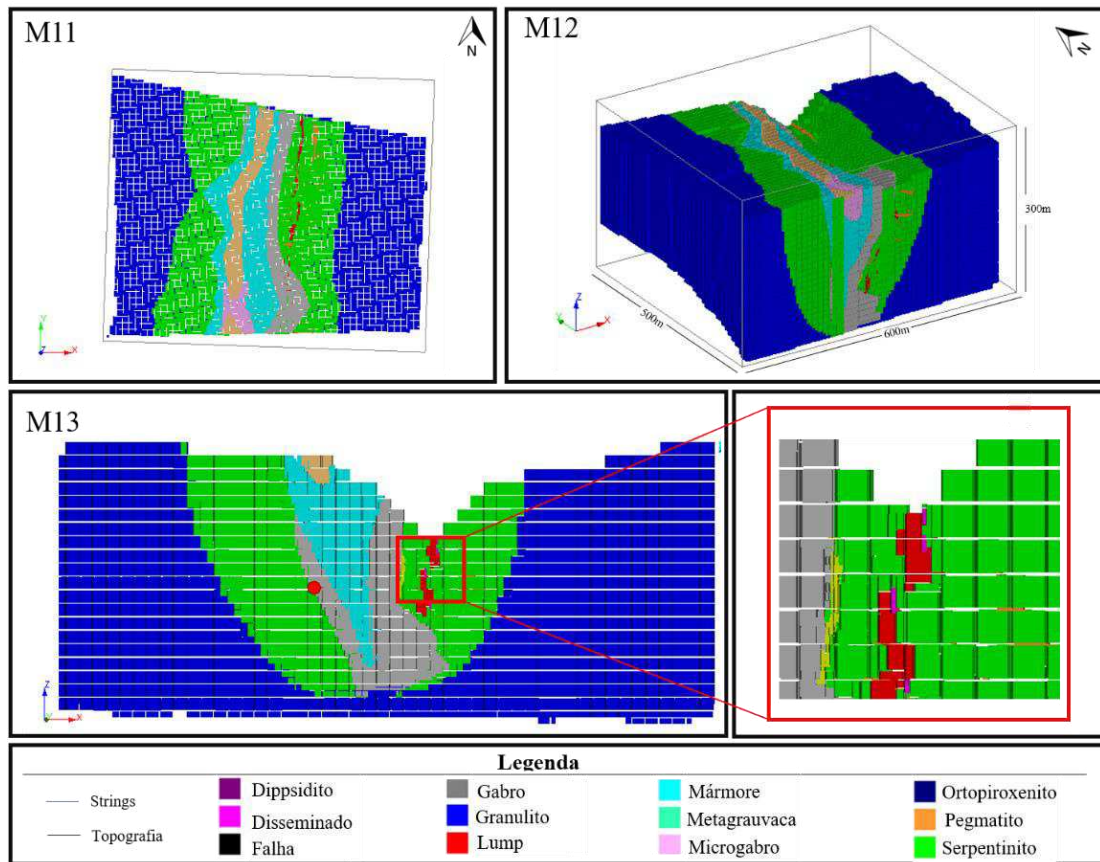 M11
N
Y
Z
X
M12
N
300m
500m
600m
Z
Y
X
M13
Z
Y
X
Legenda
Strings
Topografia
Dippsidito
Disseminado
Falha
Gabro
Granulito
Lump
Mármore
Metagrauvaca
Microgabro
Ortopiroxenito
Pegmatito
Serpentinito